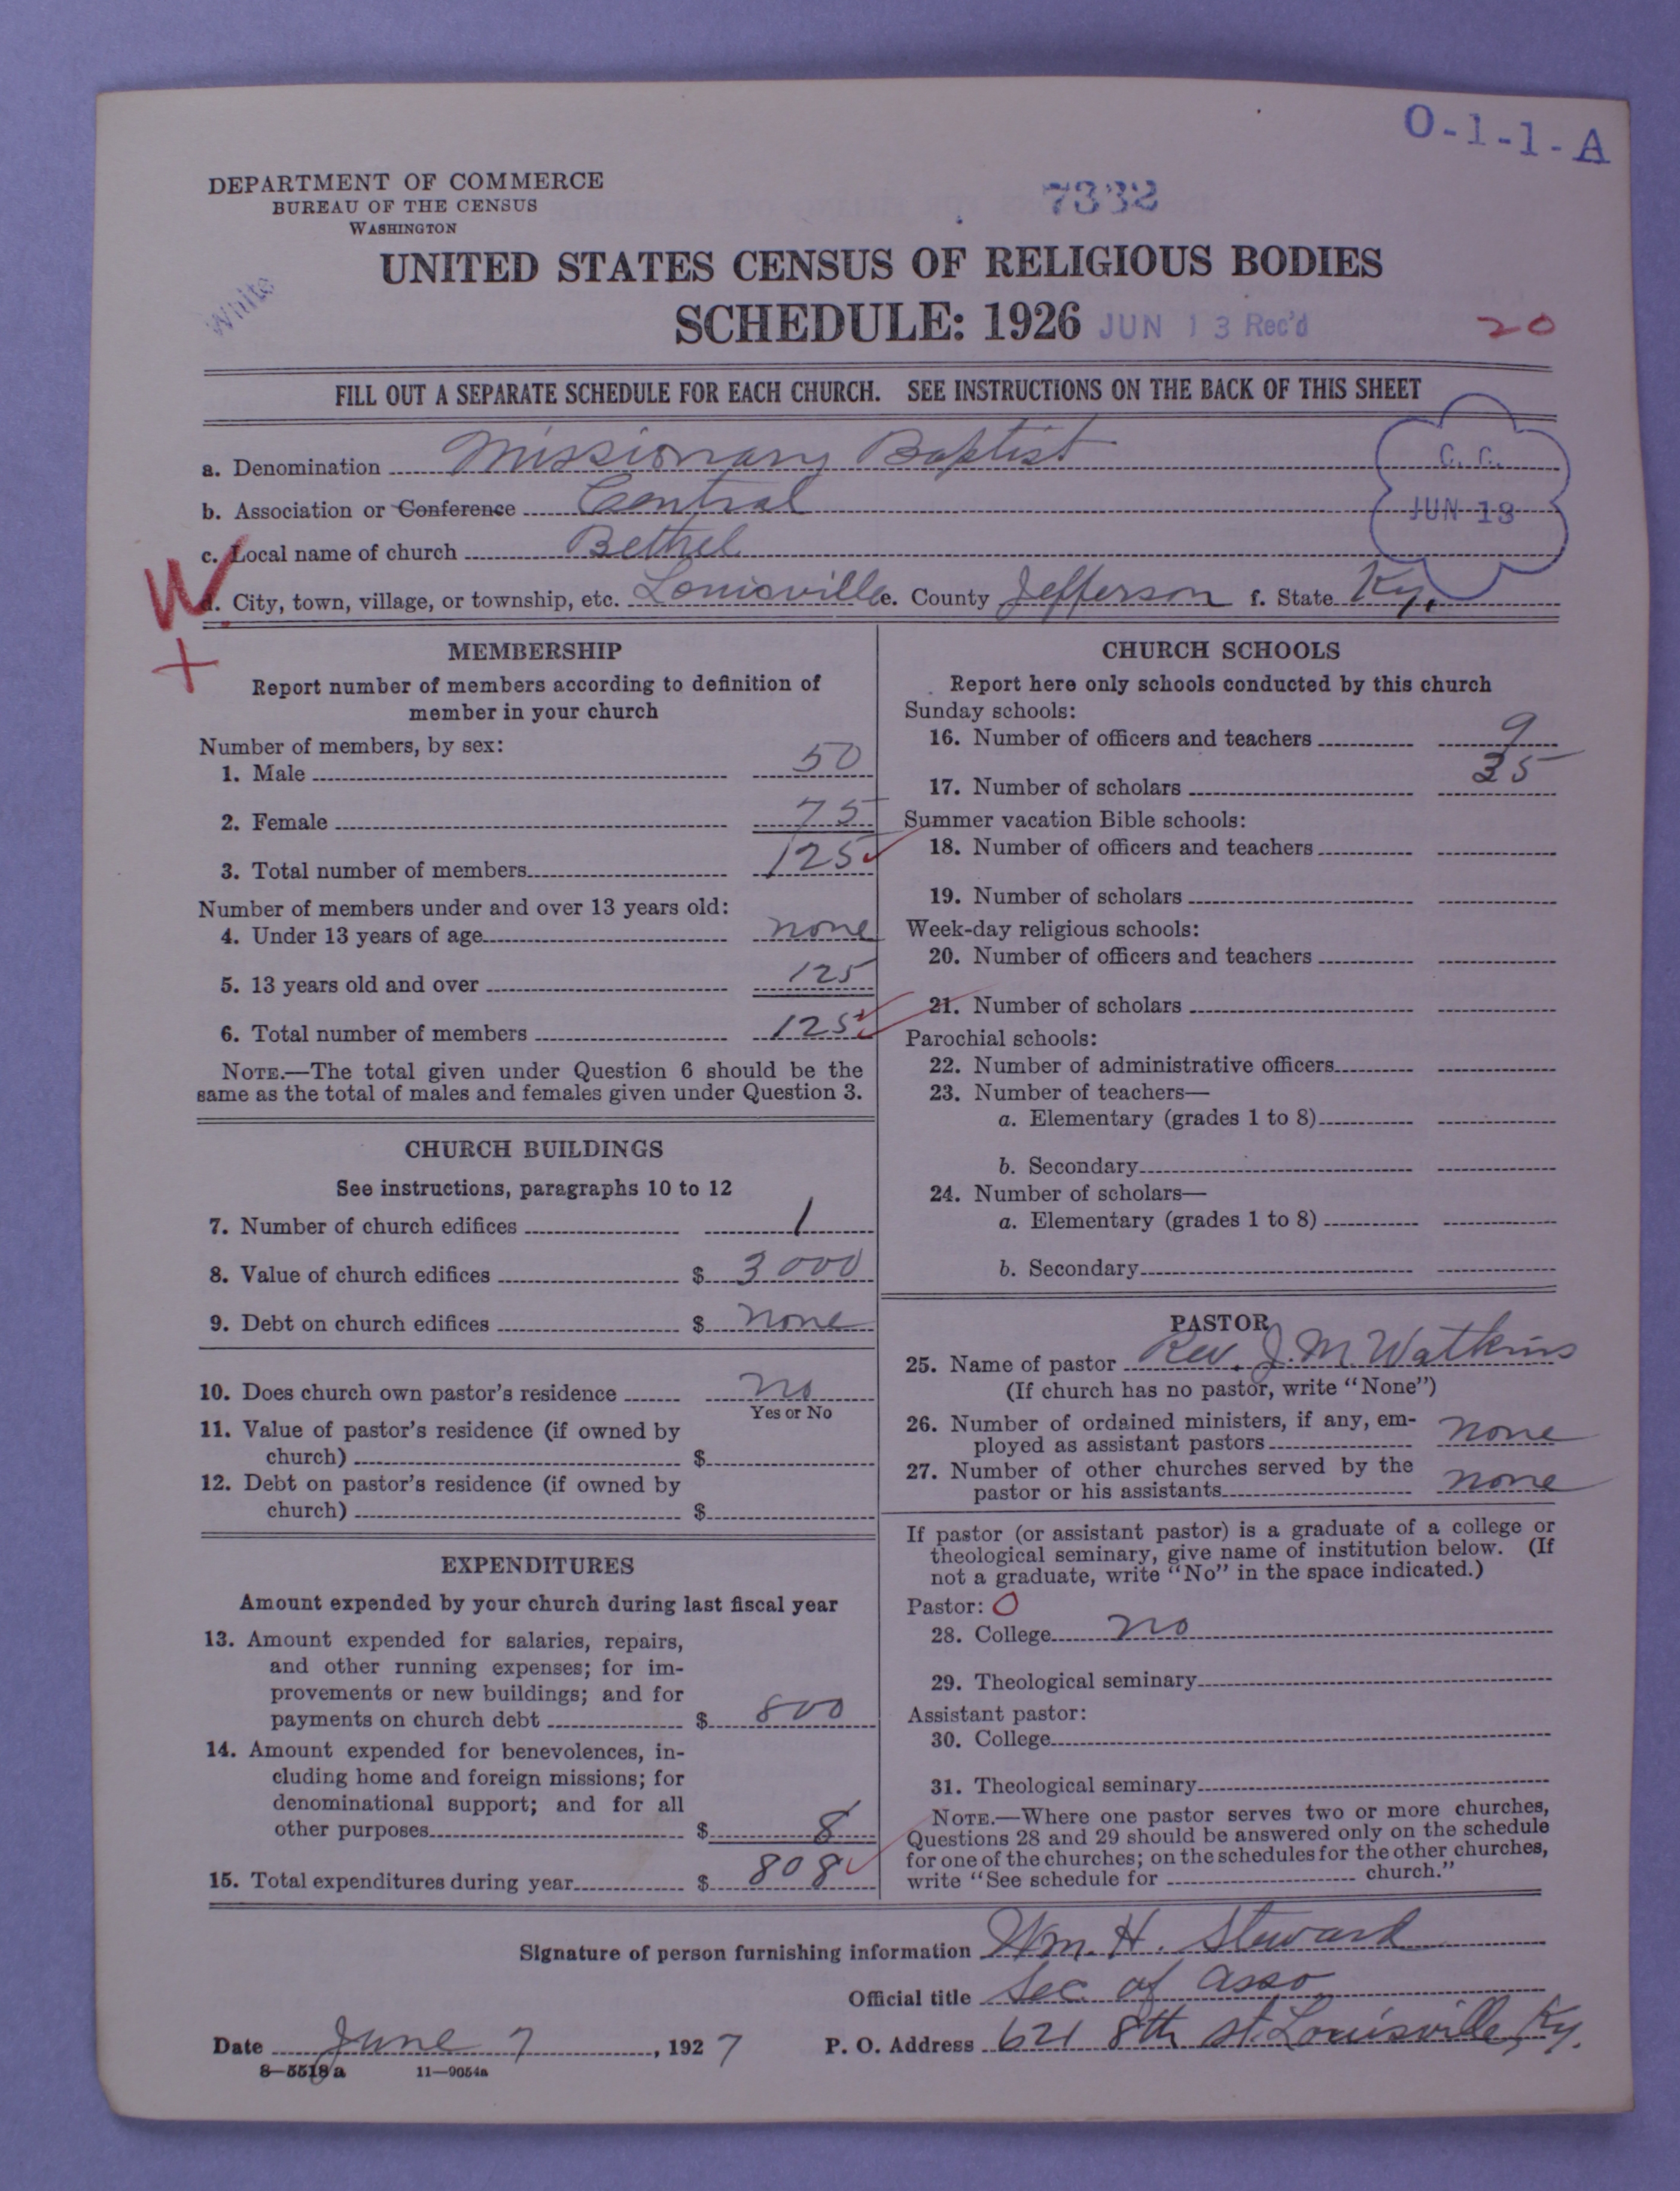 O-1-1-A
DEPARTMENT OF COMMERCE
BUREAU OF THE CENSUS
WASHINGTON
7332
White
UNITED STATES CENSUS OF RELIGIOUS BODIES
SCHEDULE: 1926 JUN 13 Rec'd 20
FILL OUT A SEPARATE SCHEDULE FOR EACH CHURCH. SEE INSTRUCTIONS ON THE BACK OF THIS SHEET
a. Denomination Missionary Baptist
b. Association or Conference Central
C. C.
JUN 13
c. Local name of church Bethel
W
d. City, town, village, or township, etc. Louisville e. County Jefferson f. State Ky.
+
MEMBERSHIP
Report number of members according to definition of
member in your church
Number of members, by sex:
1. Male 50
2. Female 75
3. Total number of members 125
Number of members under and over 13 years old:
4. Under 13 years of age none
5. 13 years old and over 125
6. Total number of members 125
NOTE.—The total given under Question 6 should be the
same as the total of males and females given under Question 3.
CHURCH BUILDINGS
See instructions, paragraphs 10 to 12
7. Number of church edifices 1
8. Value of church edifices $ 3000
9. Debt on church edifices $ none
10. Does church own pastor's residence no
Yes or No
11. Value of pastor's residence (if owned by
church) $
12. Debt on pastor's residence (if owned by
church) $
EXPENDITURES
Amount expended by your church during last fiscal year
13. Amount expended for salaries, repairs,
and other running expenses; for im-
provements or new buildings; and for
payments on church debt $ 800
14. Amount expended for benevolences, in-
cluding home and foreign missions; for
denominational support; and for all
other purposes $ 8
15. Total expenditures during year $ 808
CHURCH SCHOOLS
Report here only schools conducted by this church
Sunday schools:
16. Number of officers and teachers 9
17. Number of scholars 35
Summer vacation Bible schools:
18. Number of officers and teachers
19. Number of scholars
Week-day religious schools:
20. Number of officers and teachers
21. Number of scholars
Parochial schools:
22. Number of administrative officers
23. Number of teachers—
a. Elementary (grades 1 to 8)
b. Secondary
24. Number of scholars—
a. Elementary (grades 1 to 8)
b. Secondary
PASTOR
25. Name of pastor Rev. J. M. Watkins
(If church has no pastor, write "None")
26. Number of ordained ministers, if any, em-
ployed as assistant pastors none
27. Number of other churches served by the
pastor or his assistants none
If pastor (or assistant pastor) is a graduate of a college or
theological seminary, give name of institution below. (If
not a graduate, write "No" in the space indicated.)
Pastor: O
28. College no
29. Theological seminary
Assistant pastor:
30. College
31. Theological seminary
NOTE.—Where one pastor serves two or more churches,
Questions 28 and 29 should be answered only on the schedule
for one of the churches; on the schedules for the other churches,
write "See schedule for church."
Signature of person furnishing information Wm. H. Steward
Official title Sec of Asso
Date June 7, 1927 P. O. Address 621 8th St. Louisville, Ky.
8—5518 a 11—9054a